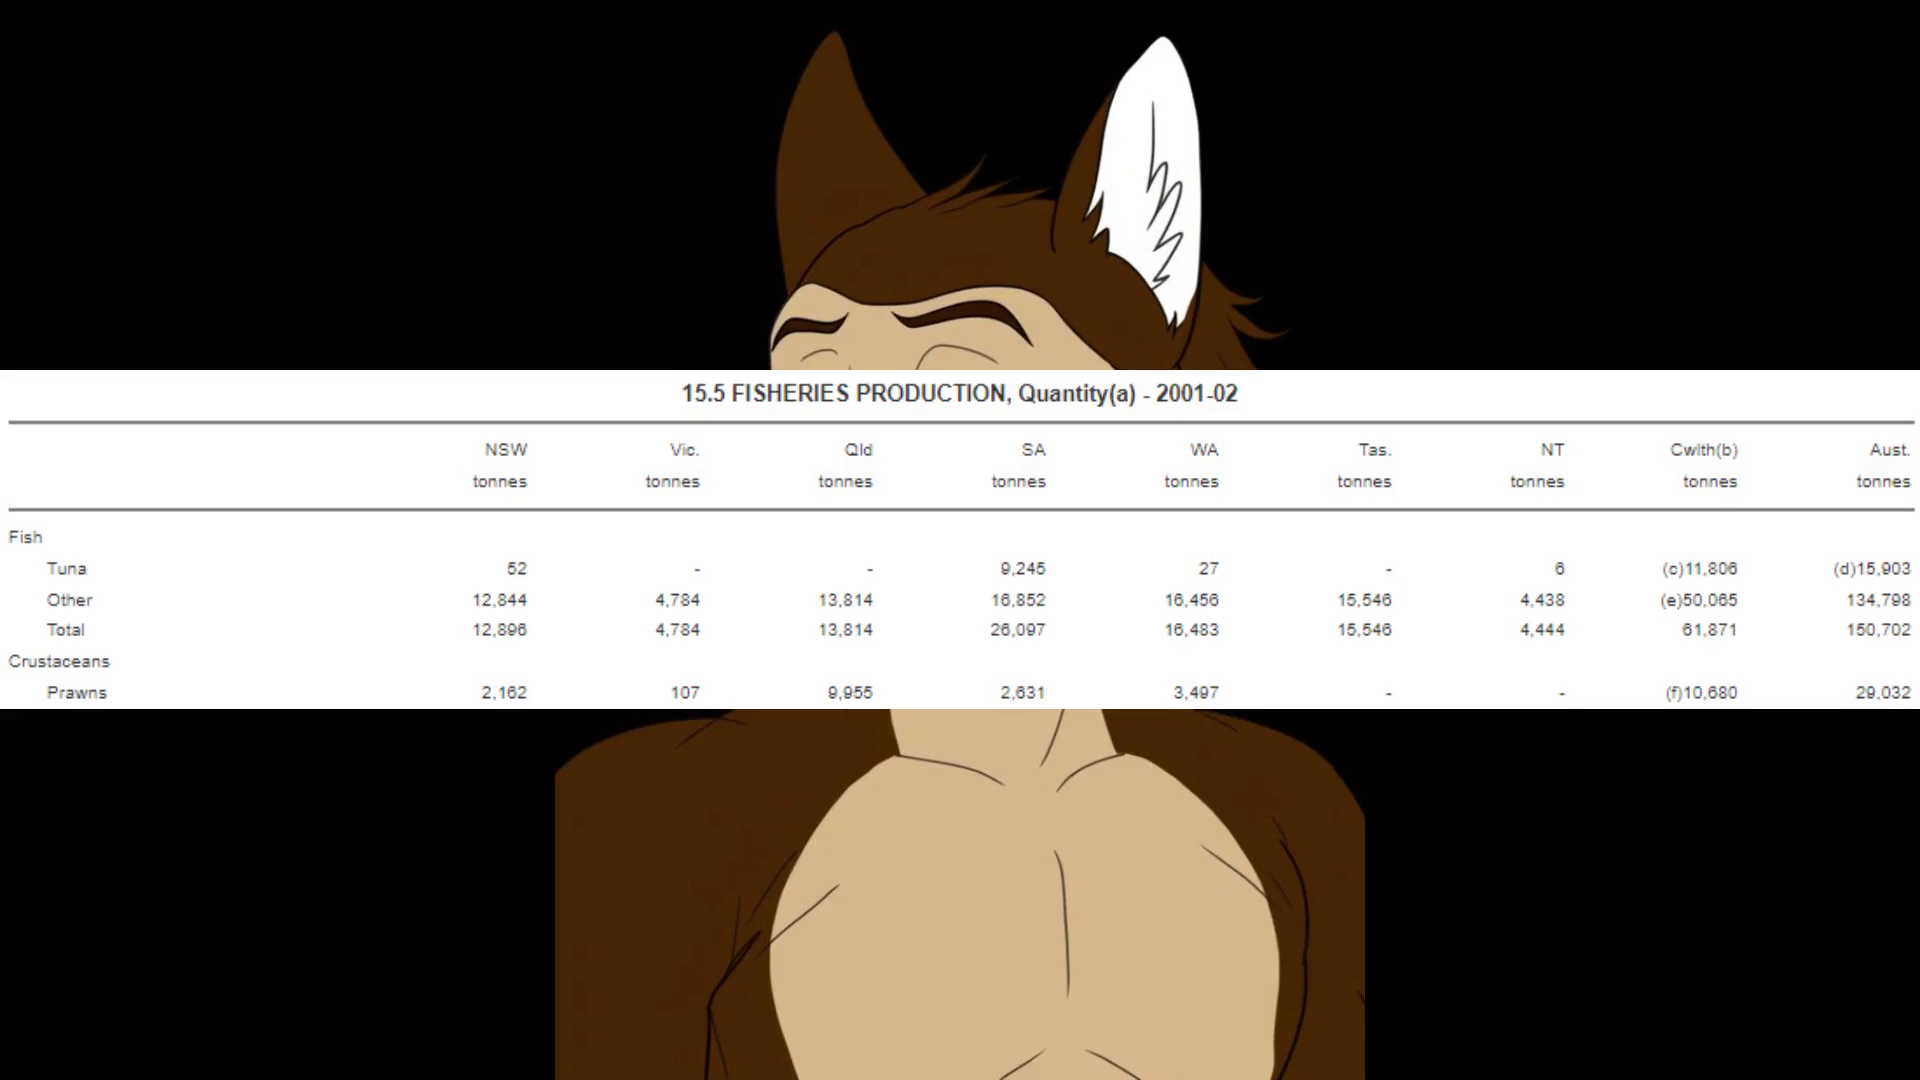 15.5 FISHERIES PRODUCTION, Quantity(a) - 2001-02
NSW Vic. Qld SA WA Tas. NT Cwlth(b) Aust.
tonnes tonnes tonnes tonnes tonnes tonnes tonnes tonnes tonnes
Fish
Tuna 52 - - 9,245 27 - 6 (c)11,806 (d)15,903
Other 12,844 4,784 13,814 16,852 16,456 15,546 4,438 (e)50,065 134,798
Total 12,896 4,784 13,814 26,097 16,483 15,546 4,444 61,871 150,702
Crustaceans
Prawns 2,162 107 9,955 2,631 3,497 - - (f)10,680 29,032